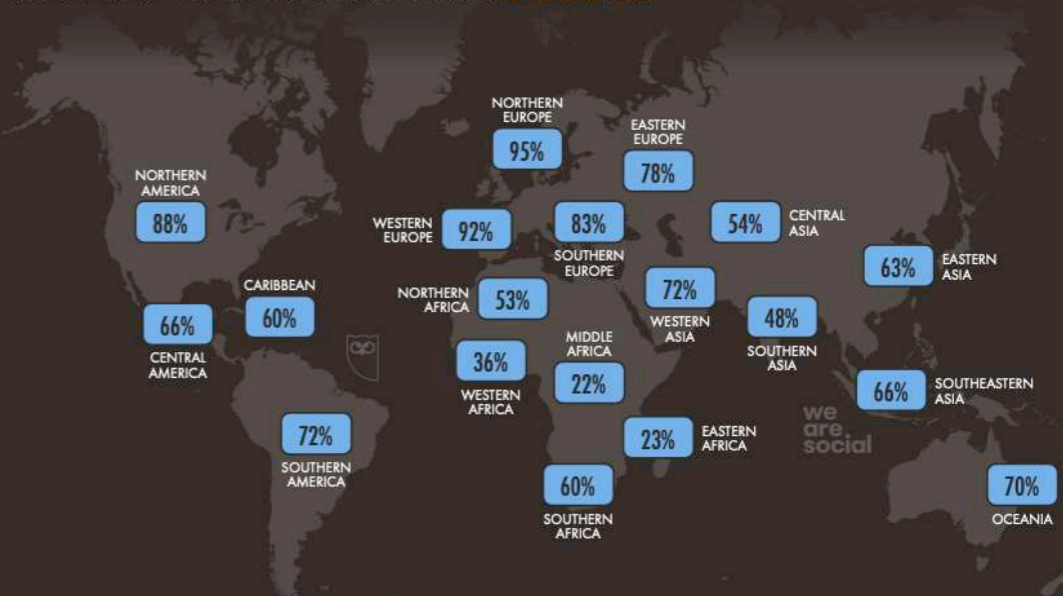 NORTHERN
EUROPE
95%
EASTERN
EUROPE
78%
NORTHERN
AMERICA
88%
WESTERN
EUROPE
92%
83%
SOUTHERN
EUROPE
54%
CENTRAL
ASIA
63%
EASTERN
ASIA
CARIBBEAN
60%
NORTHERN
AFRICA
53%
72%
WESTERN
ASIA
48%
SOUTHERN
ASIA
66%
CENTRAL
AMERICA
36%
WESTERN
AFRICA
MIDDLE
AFRICA
22%
66%
SOUTHEASTERN
ASIA
72%
SOUTHERN
AMERICA
23%
EASTERN
AFRICA
we
are
social
60%
SOUTHERN
AFRICA
70%
OCEANIA